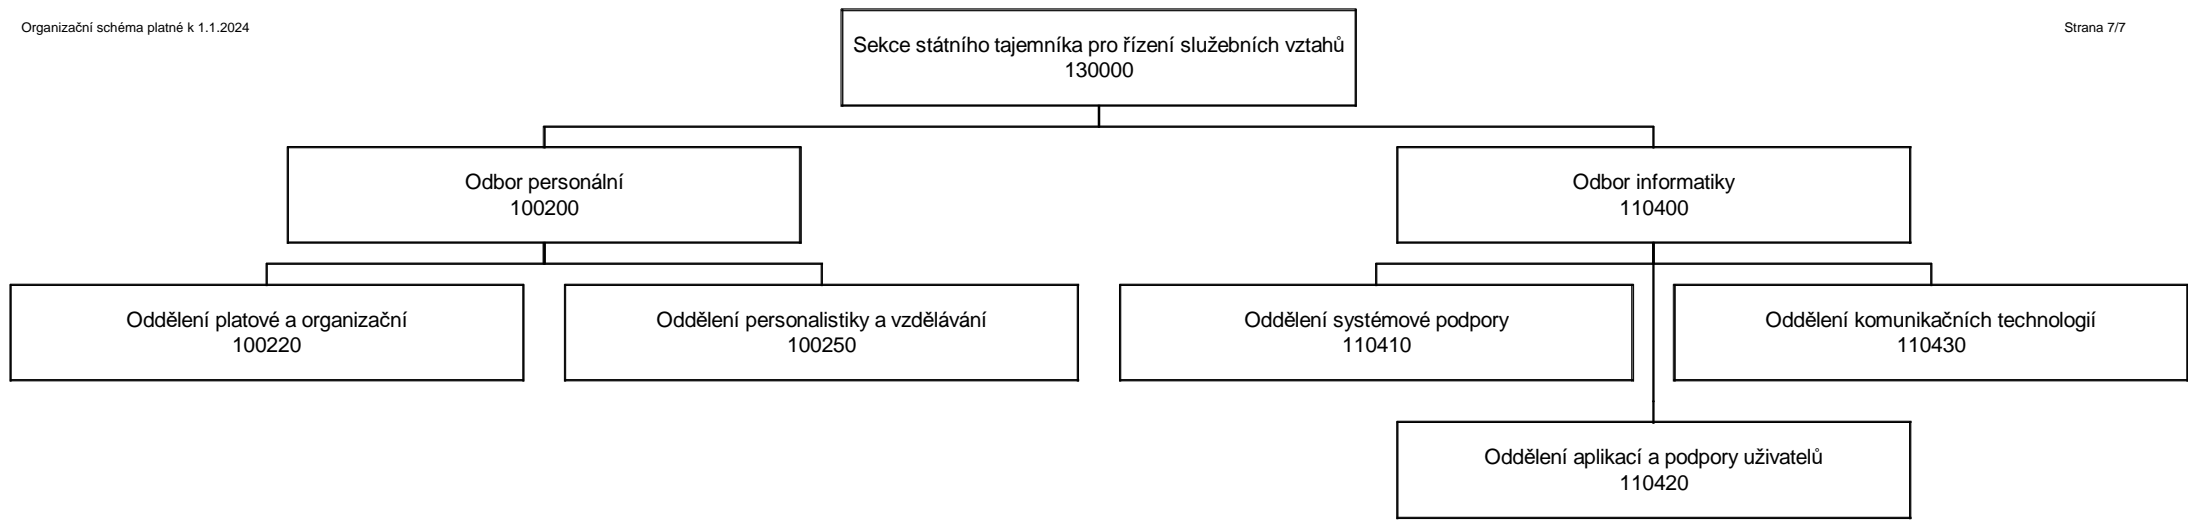 Organizační schéma platné k 1.1.2024
Strana 7/7
Sekce státního tajemníka pro řízení služebních vztahů
130000
Odbor personální
100200
Odbor informatiky
110400
Oddělení platové a organizační
100220
Oddělení personalistiky a vzdělávání
100250
Oddělení systémové podpory
110410
Oddělení komunikačních technologií
110430
Oddělení aplikací a podpory uživatelů
110420